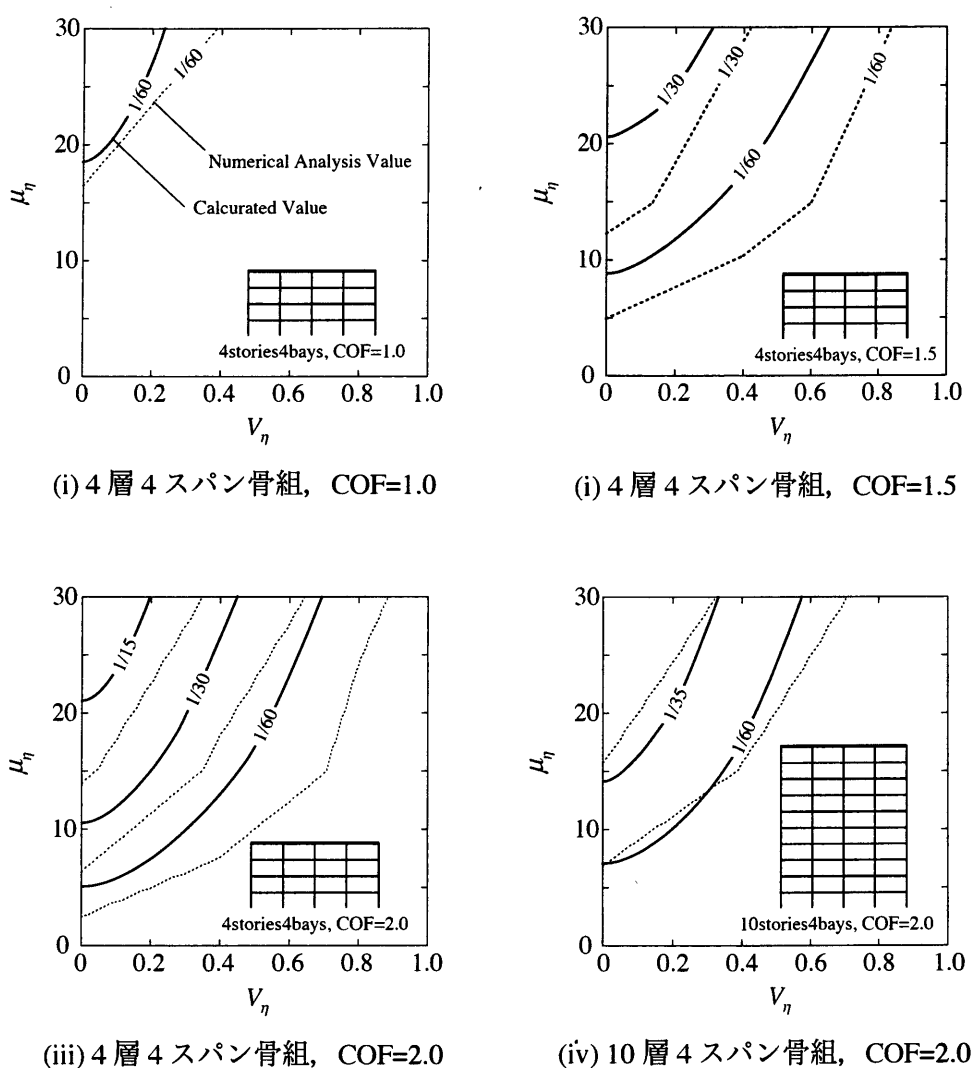 30
20
10
0
0 0.2 0.4 0.6 0.8 1.0
μη
Vη
1/60
1/60
Numerical Analysis Value
Calcurated Value
4stories4bays, COF=1.0
(i) 4 層 4 スパン骨組, COF=1.0
30
20
10
0
0 0.2 0.4 0.6 0.8 1.0
μη
Vη
1/30
1/30
1/60
1/60
4stories4bays, COF=1.5
(i) 4 層 4 スパン骨組, COF=1.5
30
20
10
0
0 0.2 0.4 0.6 0.8 1.0
μη
Vη
1/15
1/30
1/60
4stories4bays, COF=2.0
(iii) 4 層 4 スパン骨組, COF=2.0
30
20
10
0
0 0.2 0.4 0.6 0.8 1.0
μη
Vη
1/35
1/60
10stories4bays, COF=2.0
(iv) 10 層 4 スパン骨組, COF=2.0